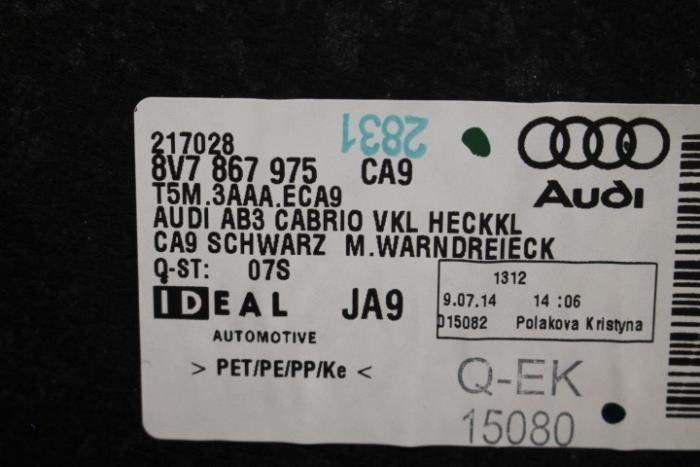 2831
217028
8V7 867 975 CA9
T5M.3AAA.ECA9
AUDI AB3 CABRIO VKL HECKKL
CA9 SCHWARZ M.WARNDREIECK
Q-ST: 07S
IDEAL JA9
AUTOMOTIVE
> PET/PE/PP/Ke <
Audi
1312
9.07.14 14:06
015082 Polakova Kristyna
Q-EK
15080